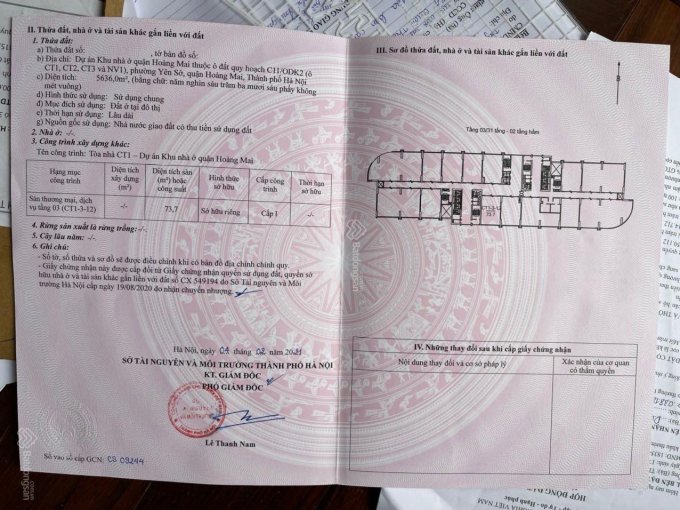 II. Thửa đất, nhà ở và tài sản khác gắn liền với đất
1. Thửa đất:
a) Thửa đất số: , tờ bản đồ số:
b) Địa chỉ: Dự án Khu nhà ở quận Hoàng Mai thuộc ô đất quy hoạch C11/ODK2 (ô
CT1, CT2, CT3 và NV1), phường Yên Sở, quận Hoàng Mai, Thành phố Hà Nội
c) Diện tích: 5636,0m², (bằng chữ: năm nghìn sáu trăm ba mươi sáu phẩy không
mét vuông)
d) Hình thức sử dụng: Sử dụng chung
đ) Mục đích sử dụng: Đất ở tại đô thị
e) Thời hạn sử dụng: Lâu dài
g) Nguồn gốc sử dụng: Nhà nước giao đất có thu tiền sử dụng đất
2. Nhà ở: -/-
3. Công trình xây dựng khác:
Tên công trình: Tòa nhà CT1 – Dự án Khu nhà ở quận Hoàng Mai
Hạng mục công trình Diện tích xây dựng (m²) Diện tích sàn (m²) hoặc công suất Hình thức sở hữu Cấp công trình Thời hạn sở hữu
Sàn thương mại, dịch vụ tầng 03 (CT1-3-12) -/- 73,7 Sở hữu riêng Cấp I -/-
4. Rừng sản xuất là rừng trồng: -/-
5. Cây lâu năm: -/-
6. Ghi chú:
- Số tờ, số thửa và sơ đồ sẽ được điều chỉnh khi có bản đồ địa chính chính quy.
- Giấy chứng nhận này được cấp đổi từ Giấy chứng nhận quyền sử dụng đất, quyền sở
hữu nhà ở và tài sản khác gắn liền với đất số CX 549194 do Sở Tài nguyên và Môi
trường Hà Nội cấp ngày 19/08/2020 do nhận chuyển nhượng.
Hà Nội, ngày 04 tháng 02 năm 2021
SỞ TÀI NGUYÊN VÀ MÔI TRƯỜNG THÀNH PHỐ HÀ NỘI
KT. GIÁM ĐỐC
PHÓ GIÁM ĐỐC
Lê Thanh Nam
Số vào sổ cấp GCN: CS 03244
III. Sơ đồ thửa đất, nhà ở và tài sản khác gắn liền với đất
B
Tầng 03/31 tầng - 02 tầng hầm
73.7
IV. Những thay đổi sau khi cấp giấy chứng nhận
Nội dung thay đổi và cơ sở pháp lý
Xác nhận của cơ quan
có thẩm quyền
Batdongsan